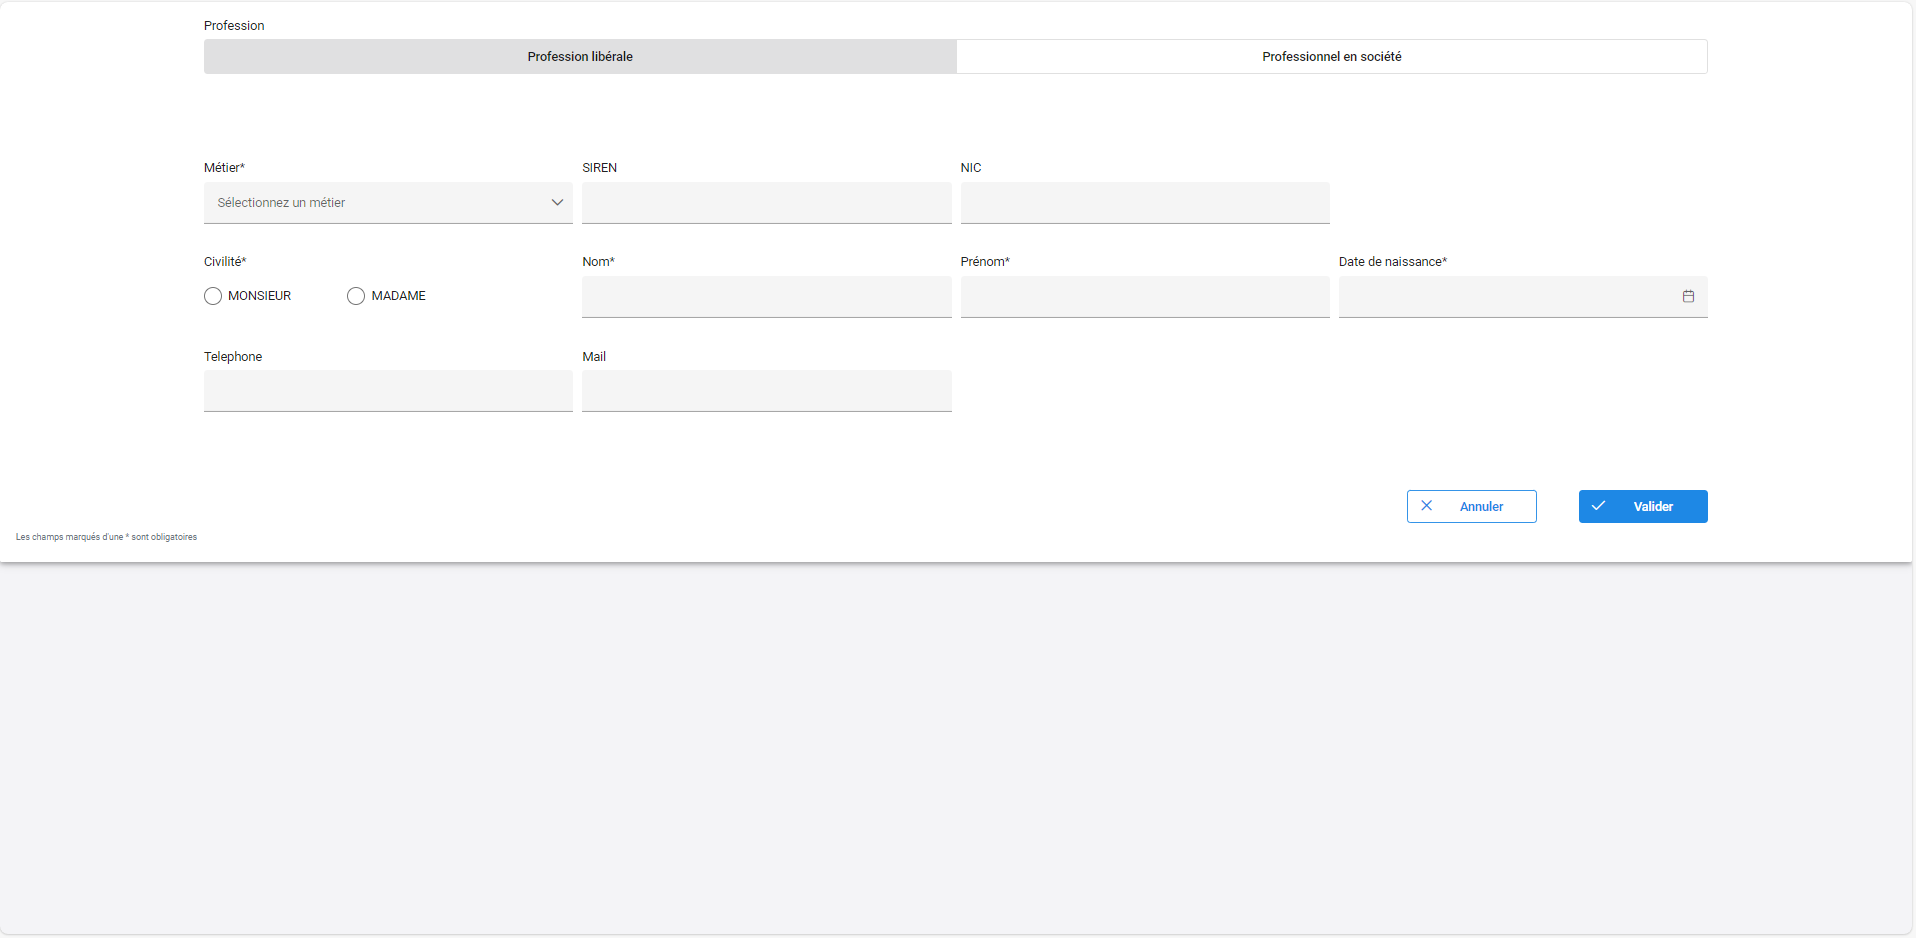 Profession
Profession libérale Professionnel en société
Métier* SIREN NIC
Sélectionnez un métier
Civilité* Nom* Prénom* Date de naissance*
MONSIEUR MADAME
Telephone Mail
Annuler Valider
Les champs marqués d'une * sont obligatoires